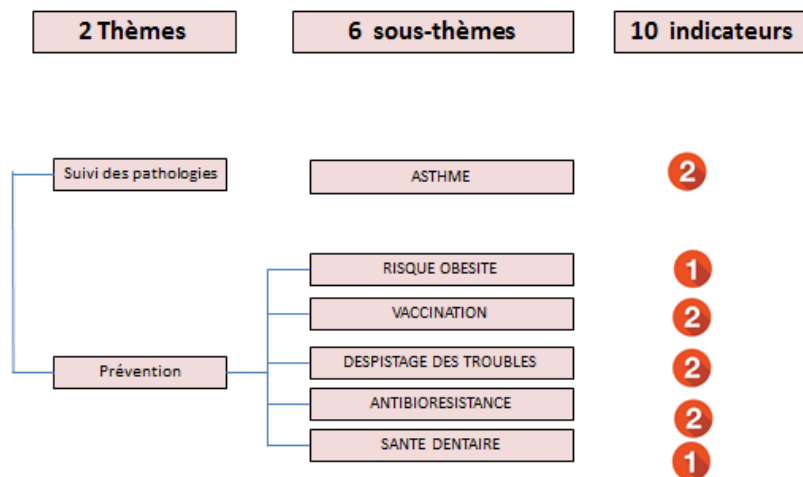 2 Thèmes
6 sous-thèmes
10 indicateurs
Suivi des pathologies
ASTHME
2
RISQUE OBESITE
1
VACCINATION
2
Prévention
DESPISTAGE DES TROUBLES
2
ANTIBIORESISTANCE
2
SANTE DENTAIRE
1